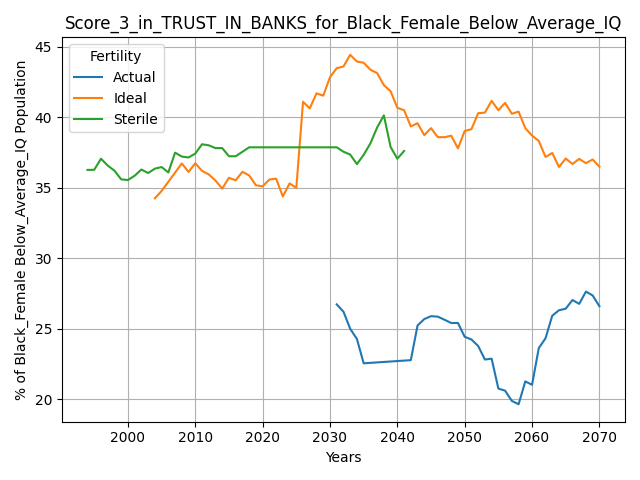 Score_3_in_TRUST_IN_BANKS_for_Black_Female_Below_Average_IQ
Fertility
Actual
Ideal
Sterile
% of Black_Female Below_Average_IQ Population
45
40
35
30
25
20
2000 2010 2020 2030 2040 2050 2060 2070
Years